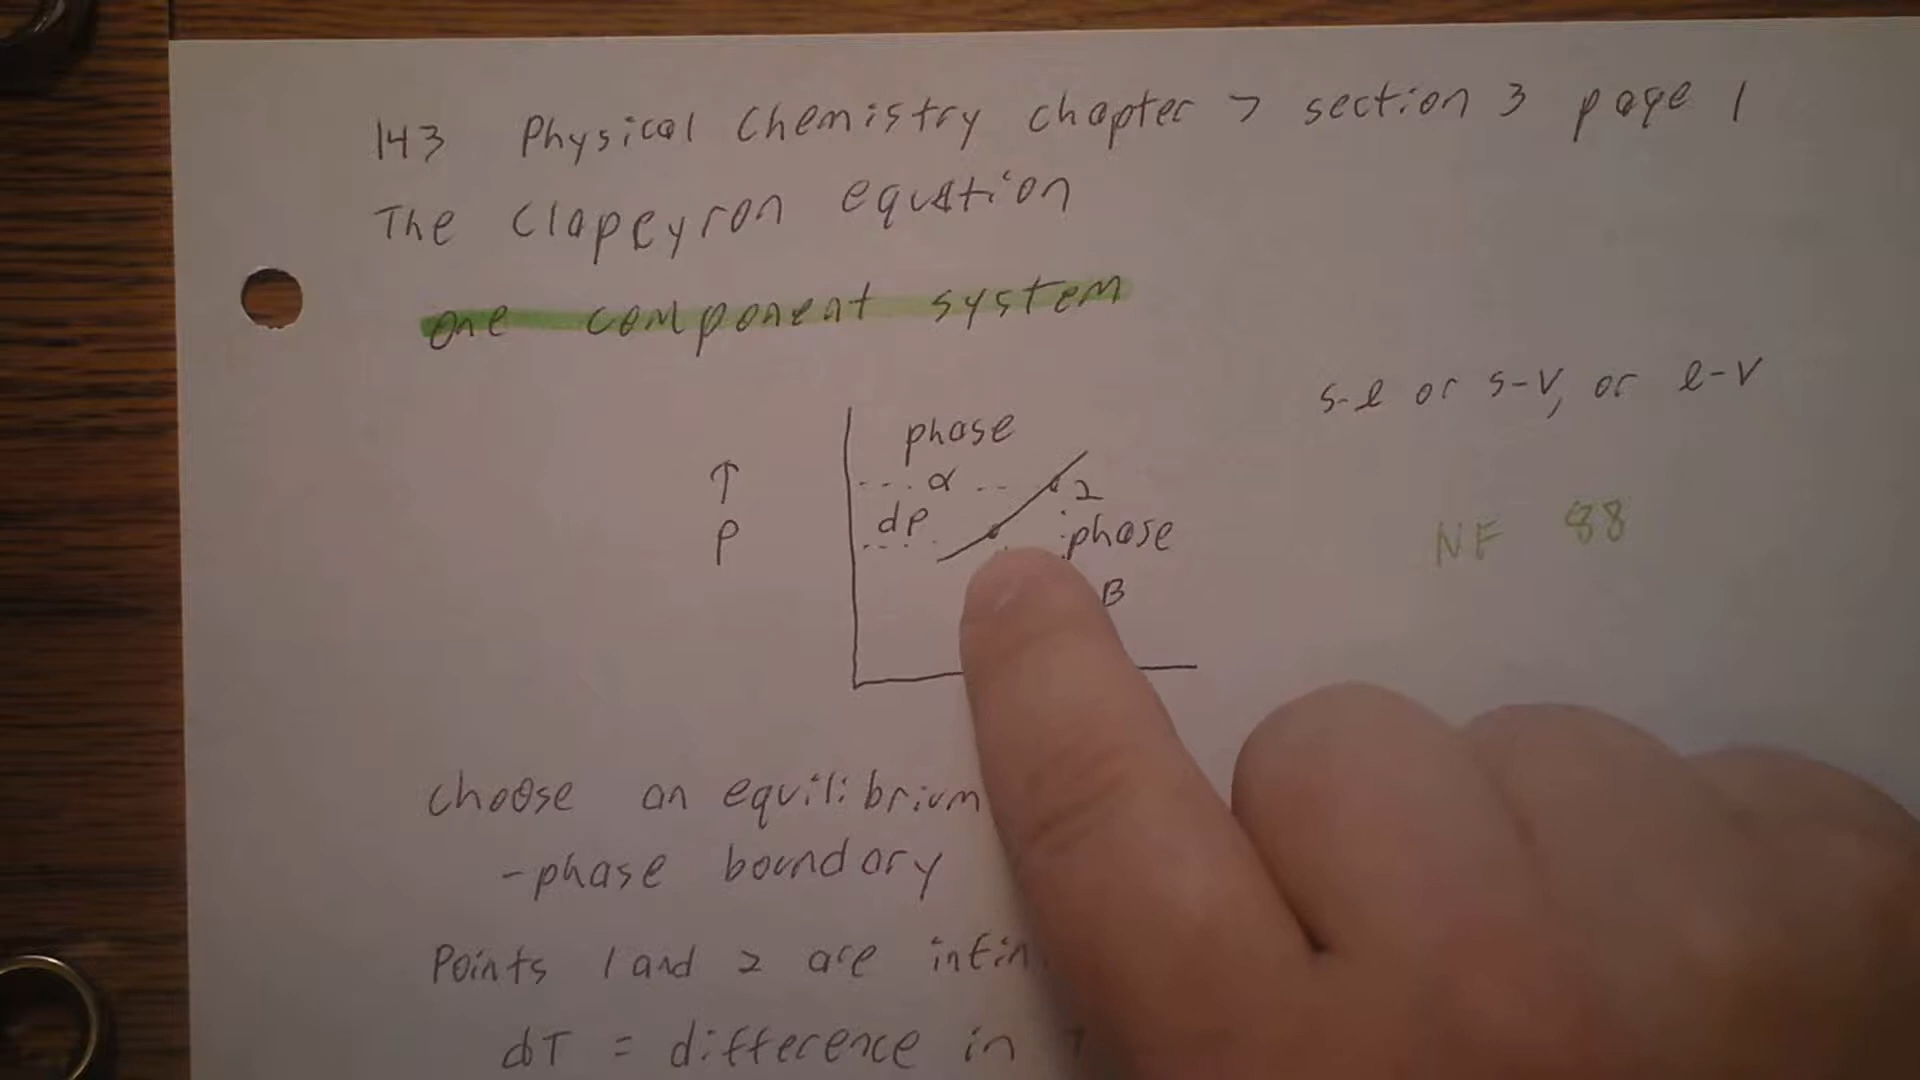 143 Physical Chemistry chapter 7 section 3 page 1
The Clapeyron equation
one component system
s-l or s-v, or l-v
phase
α
2
↑
dP
phase
P
NF 88
B
choose an equilibrium
- phase boundary
Points 1 and 2 are infin
dT = difference in T